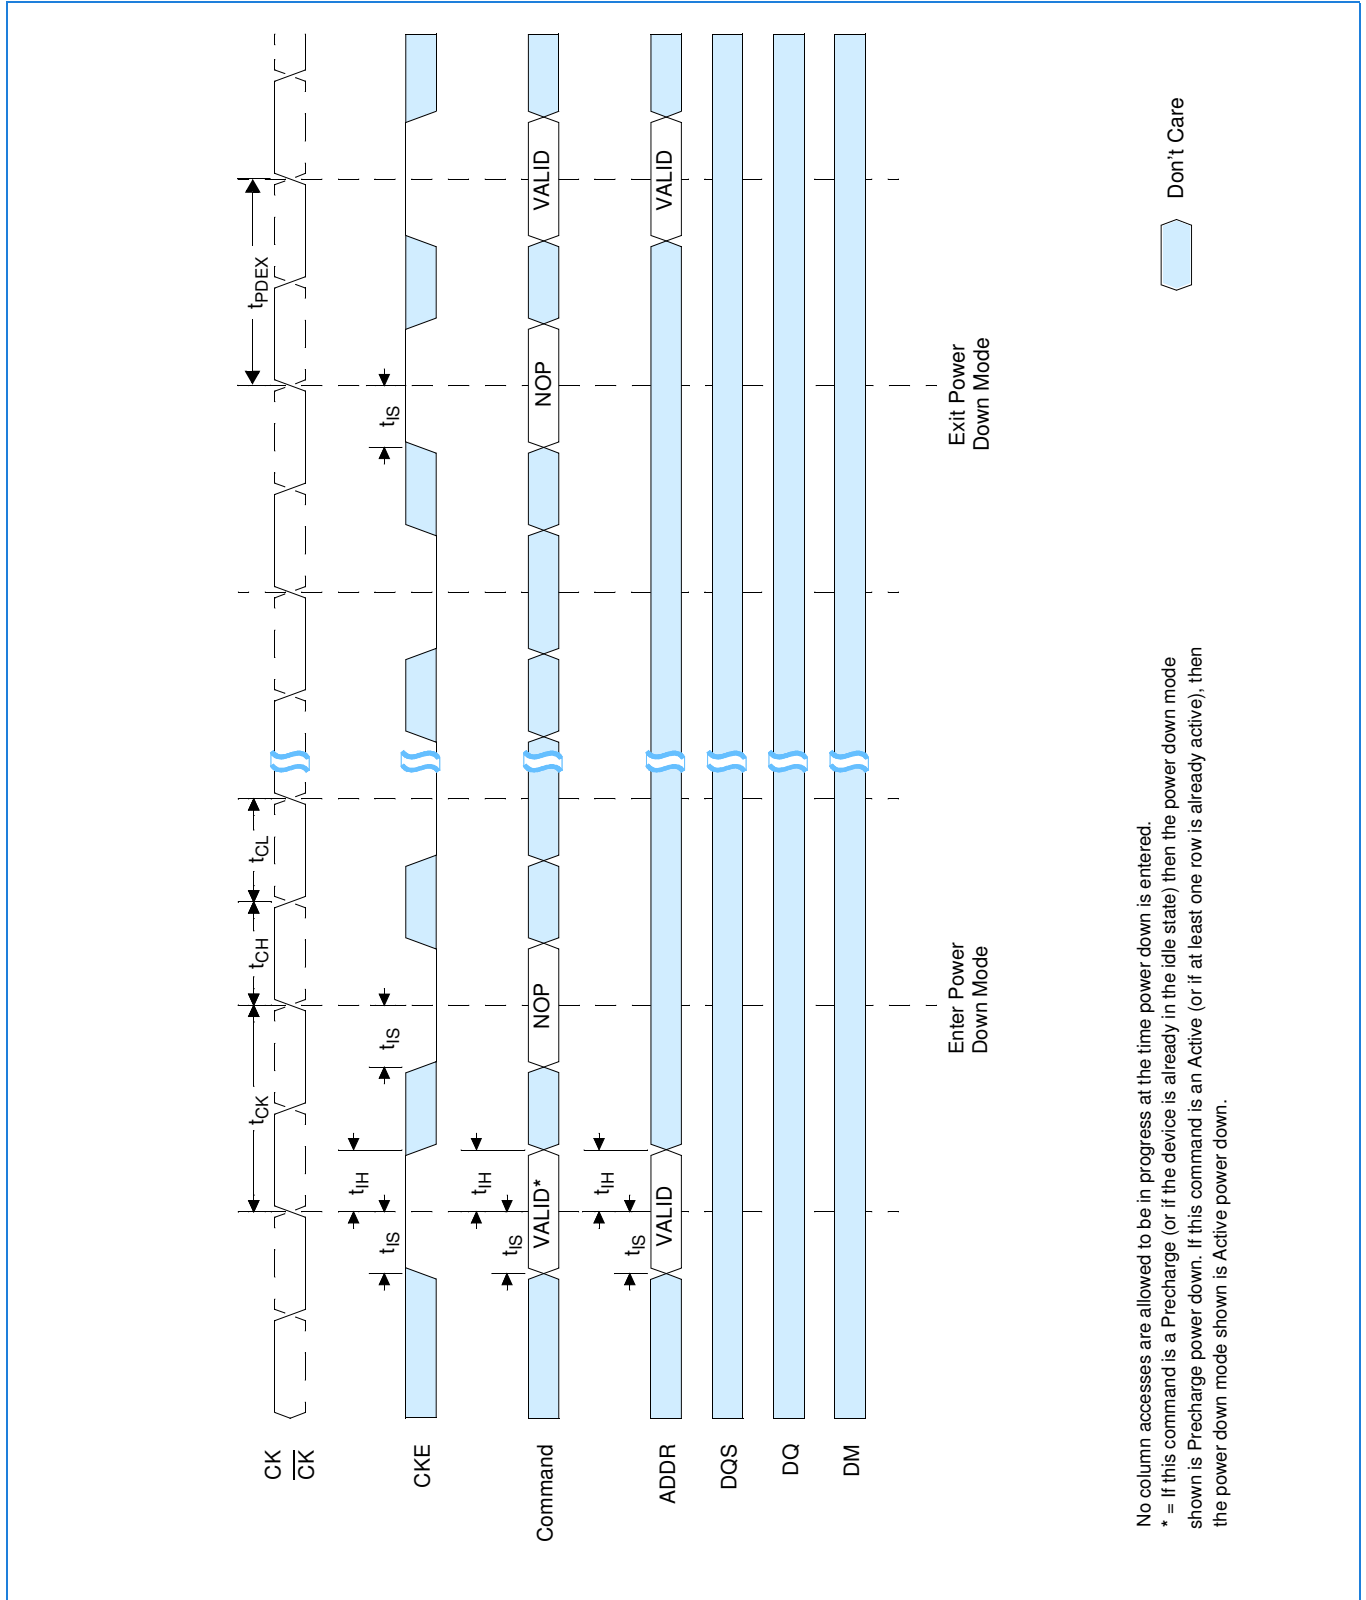 tCK
tCH
tCL
tPDEX
CK
CK
tIS
tIH
tIS
tIS
CKE
tIS
tIH
Command
VALID*
NOP
NOP
VALID
tIS
tIH
ADDR
VALID
VALID
DQS
DQ
DM
Enter Power
Down Mode
Exit Power
Down Mode
Don't Care
No column accesses are allowed to be in progress at the time power down is entered.
* = If this command is a Precharge (or if the device is already in the idle state) then the power down mode
shown is Precharge power down. If this command is an Active (or if at least one row is already active), then
the power down mode shown is Active power down.